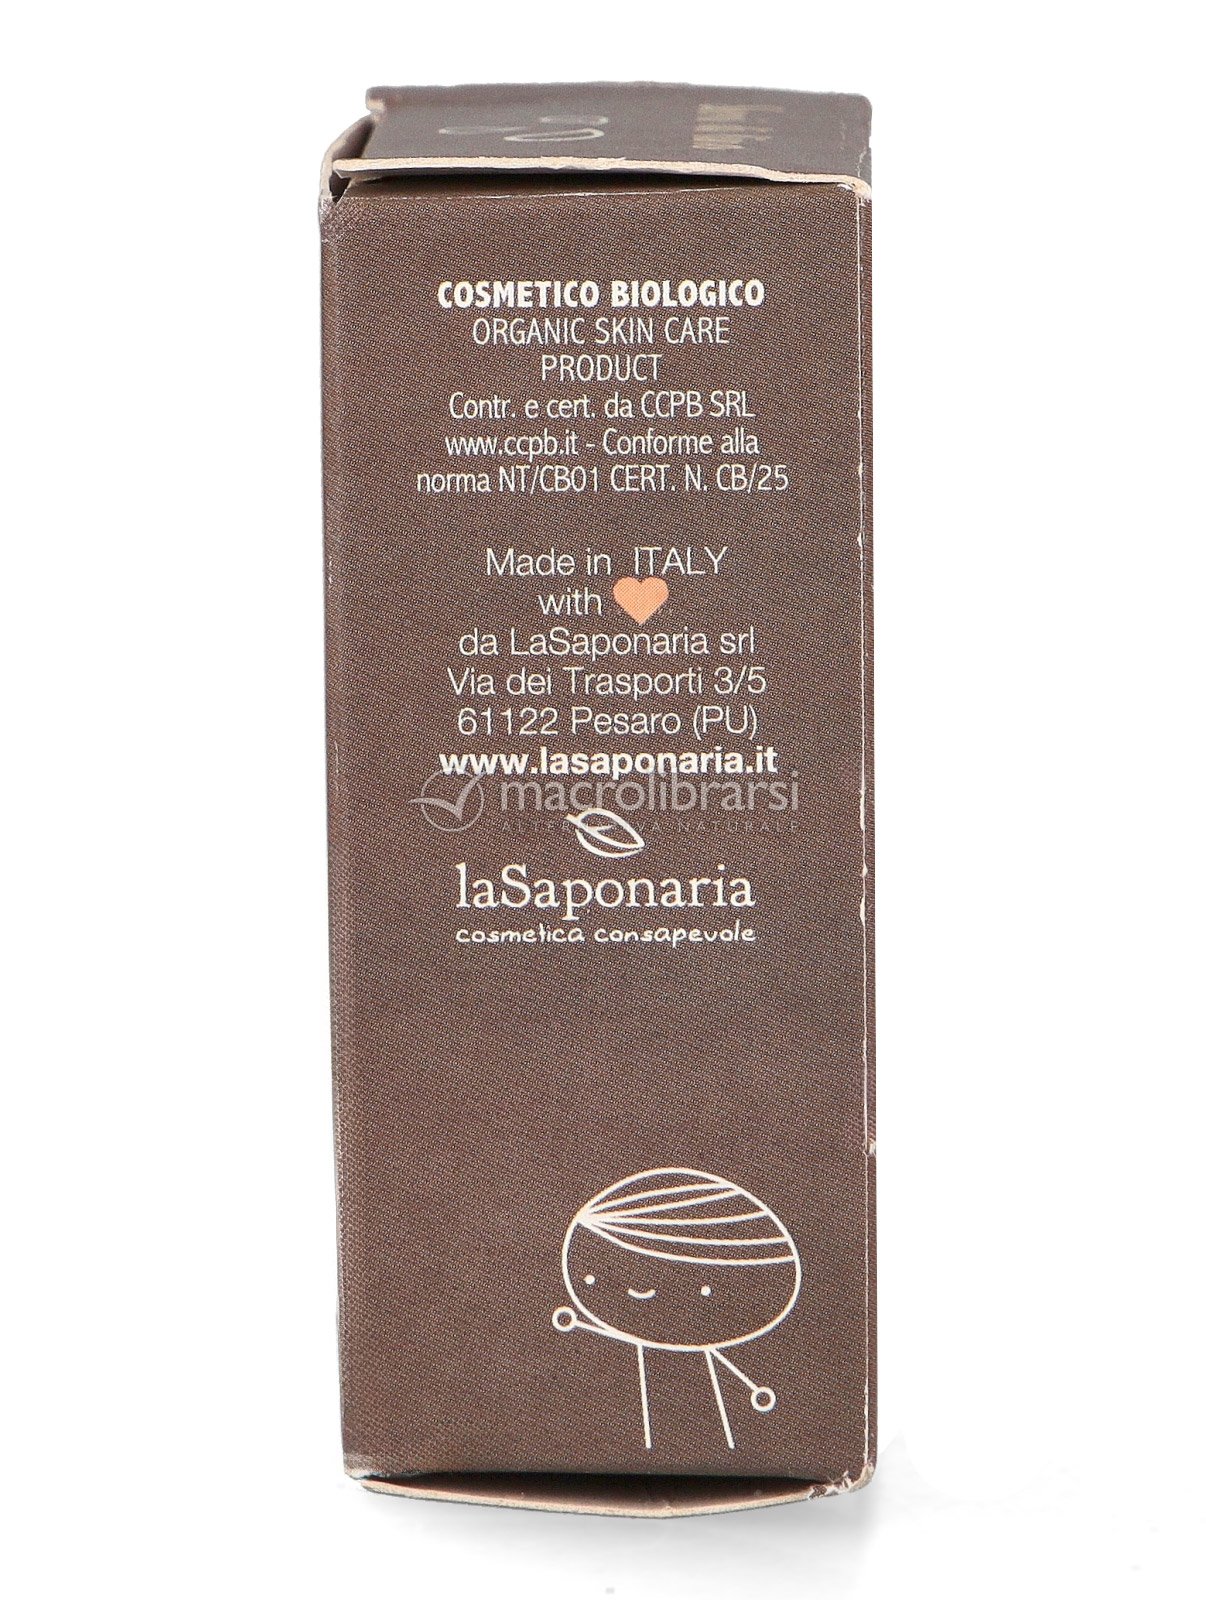 COSMETICO BIOLOGICO
ORGANIC SKIN CARE
PRODUCT
Contr. e cert. da CCPB SRL
www.ccpb.it - Conforme alla
norma NT/CB01 CERT. N. CB/25
Made in ITALY
with
da LaSaponaria srl
Via dei Trasporti 3/5
61122 Pesaro (PU)
www.lasaponaria.it
macrolibrarsi
laSaponaria
cosmetica consapevole